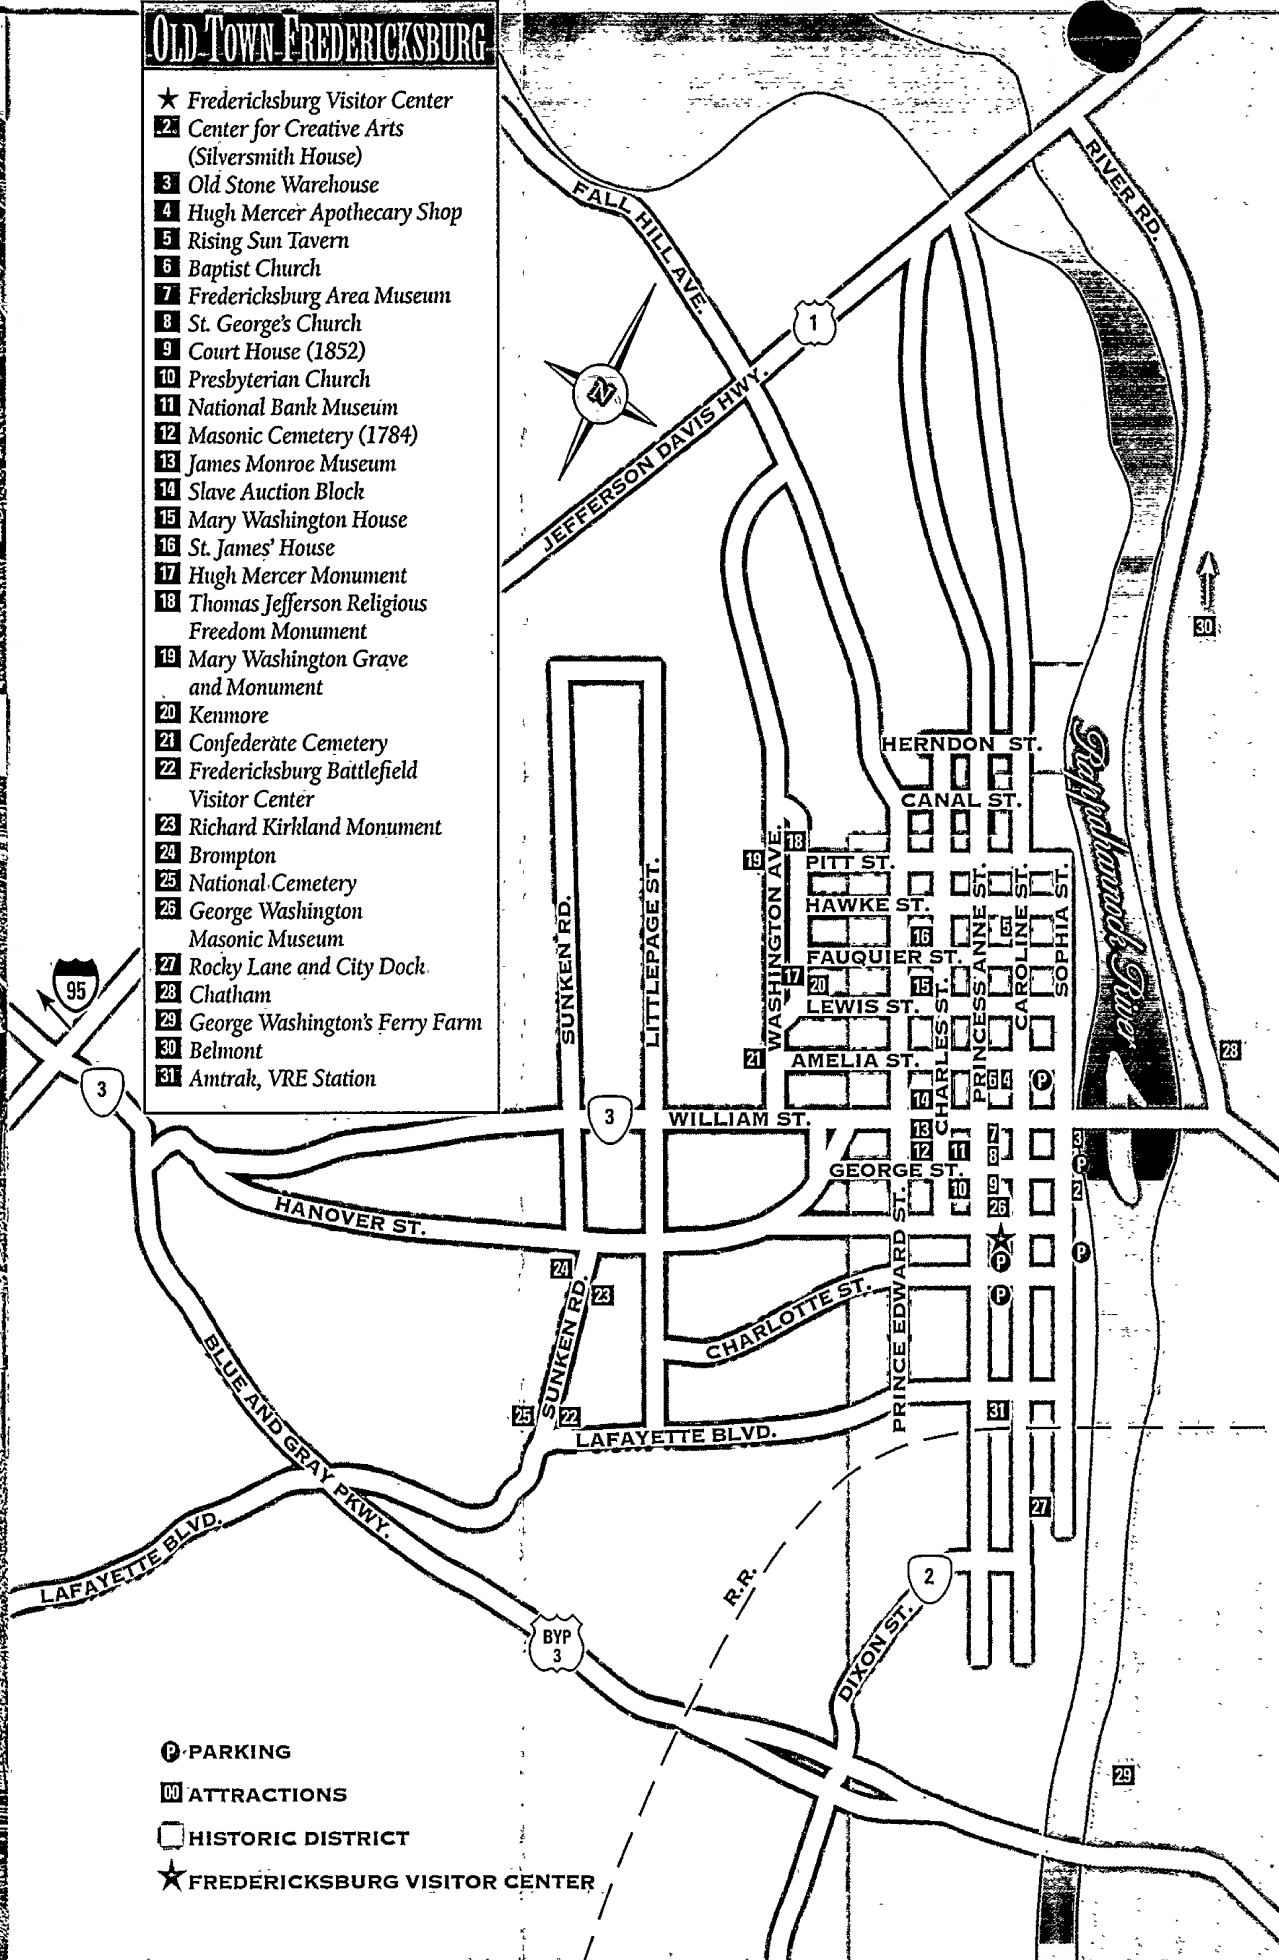 OLD TOWN FREDERICKSBURG
★ Fredericksburg Visitor Center
2 Center for Creative Arts
(Silversmith House)
3 Old Stone Warehouse
4 Hugh Mercer Apothecary Shop
5 Rising Sun Tavern
6 Baptist Church
7 Fredericksburg Area Museum
8 St. George's Church
9 Court House (1852)
10 Presbyterian Church
11 National Bank Museum
12 Masonic Cemetery (1784)
13 James Monroe Museum
14 Slave Auction Block
15 Mary Washington House
16 St. James' House
17 Hugh Mercer Monument
18 Thomas Jefferson Religious
Freedom Monument
19 Mary Washington Grave
and Monument
20 Kenmore
21 Confederate Cemetery
22 Fredericksburg Battlefield
Visitor Center
23 Richard Kirkland Monument
24 Brompton
25 National Cemetery
26 George Washington
Masonic Museum
27 Rocky Lane and City Dock
28 Chatham
29 George Washington's Ferry Farm
30 Belmont
31 Amtrak, VRE Station
RIVER RD.
FALL HILL AVE.
1
N
JEFFERSON DAVIS HWY.
30
HERNDON ST.
CANAL ST.
Rappahannock River
18
19
PITT ST.
WASHINGTON AVE.
HAWKE ST.
PRINCESS ANNE ST.
CAROLINE ST.
SOPHIA ST.
SUNKEN RD.
LITTLEPAGE ST.
16
5
FAUQUIER ST.
17
20
15
LEWIS ST.
CHARLES ST.
95
21
AMELIA ST.
28
3
6 4
P
14
3
WILLIAM ST.
13
7
3
12
11
8
P
GEORGE ST.
10
9
2
26
HANOVER ST.
PRINCE EDWARD ST.
P
P
24
23
P
CHARLOTTE ST.
SUNKEN RD.
BLUE AND GRAY PKWY.
25
22
31
LAFAYETTE BLVD.
27
LAFAYETTE BLVD.
R.R.
2
DIXON ST.
BYP
3
29
P PARKING
00 ATTRACTIONS
HISTORIC DISTRICT
★ FREDERICKSBURG VISITOR CENTER